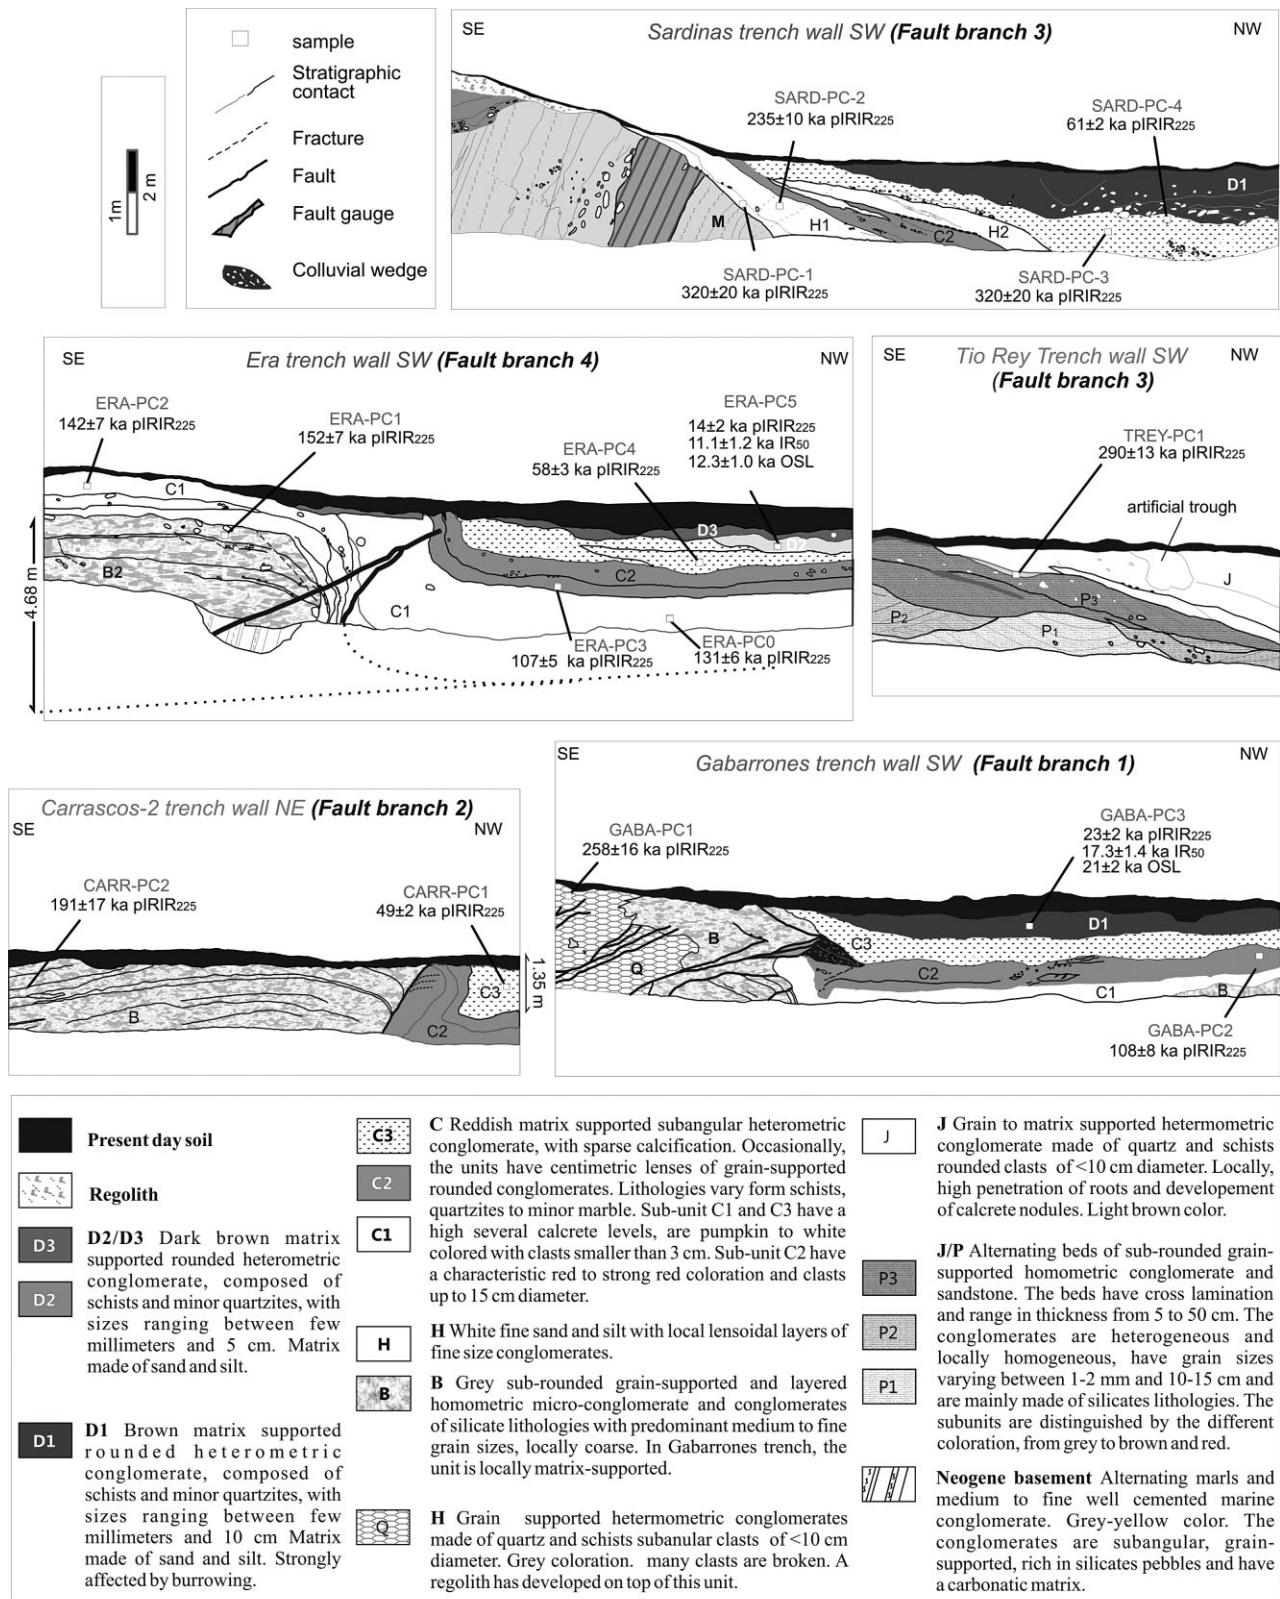 sample
Stratigraphic
contact
Fracture
Fault
Fault gauge
Colluvial wedge
1m
2 m
SE
Sardinas trench wall SW (Fault branch 3)
NW
SARD-PC-2
235±10 ka pIRIR225
SARD-PC-4
61±2 ka pIRIR225
D1
M
H1
C2
H2
SARD-PC-1
320±20 ka pIRIR225
SARD-PC-3
320±20 ka pIRIR225
SE
Era trench wall SW (Fault branch 4)
NW
ERA-PC2
142±7 ka pIRIR225
ERA-PC1
152±7 ka pIRIR225
ERA-PC4
58±3 ka pIRIR225
ERA-PC5
14±2 ka pIRIR225
11.1±1.2 ka IR50
12.3±1.0 ka OSL
C1
D3
D2
B2
C2
C1
4.68 m
ERA-PC3
107±5 ka pIRIR225
ERA-PC0
131±6 ka pIRIR225
SE
Tio Rey Trench wall SW
NW
(Fault branch 3)
TREY-PC1
290±13 ka pIRIR225
artificial trough
J
P3
P2
P1
Carrascos-2 trench wall NE (Fault branch 2)
SE
NW
CARR-PC2
191±17 ka pIRIR225
CARR-PC1
49±2 ka pIRIR225
C3
1.35 m
B
C2
SE
Gabarrones trench wall SW (Fault branch 1)
NW
GABA-PC1
258±16 ka pIRIR225
GABA-PC3
23±2 ka pIRIR225
17.3±1.4 ka IR50
21±2 ka OSL
D1
B
C3
Q
C2
C1
B
GABA-PC2
108±8 ka pIRIR225
Present day soil
Regolith
D3
D2
D2/D3 Dark brown matrix
supported rounded heterometric
conglomerate, composed of
schists and minor quartzites, with
sizes ranging between few
millimeters and 5 cm. Matrix
made of sand and silt.
D1
D1 Brown matrix supported
rounded heterometric
conglomerate, composed of
schists and minor quartzites, with
sizes ranging between few
millimeters and 10 cm Matrix
made of sand and silt. Strongly
affected by burrowing.
C3
C2
C1
C Reddish matrix supported subangular heterometric
conglomerate, with sparse calcification. Occasionally,
the units have centimetric lenses of grain-supported
rounded conglomerates. Lithologies vary form schists,
quartzites to minor marble. Sub-unit C1 and C3 have a
high several calcrete levels, are pumpkin to white
colored with clasts smaller than 3 cm. Sub-unit C2 have
a characteristic red to strong red coloration and clasts
up to 15 cm diameter.
H
H White fine sand and silt with local lensoidal layers of
fine size conglomerates.
B
B Grey sub-rounded grain-supported and layered
homometric micro-conglomerate and conglomerates
of silicate lithologies with predominant medium to fine
grain sizes, locally coarse. In Gabarrones trench, the
unit is locally matrix-supported.
Q
H Grain supported hetermometric conglomerates
made of quartz and schists subanular clasts of <10 cm
diameter. Grey coloration. many clasts are broken. A
regolith has developed on top of this unit.
J
J Grain to matrix supported hetermometric
conglomerate made of quartz and schists
rounded clasts of <10 cm diameter. Locally,
high penetration of roots and developement
of calcrete nodules. Light brown color.
P3
P2
P1
J/P Alternating beds of sub-rounded grain-
supported homometric conglomerate and
sandstone. The beds have cross lamination
and range in thickness from 5 to 50 cm. The
conglomerates are heterogeneous and
locally homogeneous, have grain sizes
varying between 1-2 mm and 10-15 cm and
are mainly made of silicates lithologies. The
subunits are distinguished by the different
coloration, from grey to brown and red.
Neogene basement Alternating marls and
medium to fine well cemented marine
conglomerate. Grey-yellow color. The
conglomerates are subangular, grain-
supported, rich in silicates pebbles and have
a carbonatic matrix.